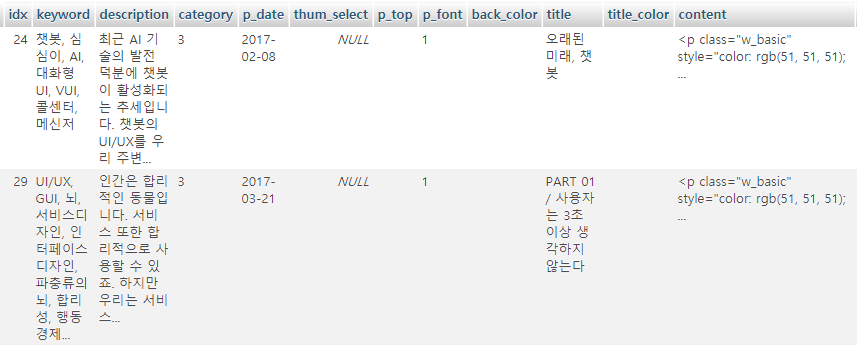 idx keyword description category p_date thum_select p_top p_font back_color title title_color content
24 챗봇, 심 최근 AI 기 3 2017- NULL 1 오래된 <p class="w_basic"
심이, AI, 술의 발전 02-08 미래, 챗 style="color: rgb(51, 51, 51);
대화형 덕분에 챗봇 봇 ...
UI, VUI, 이 활성화되
콜센터, 는 추세입니
메신저 다. 챗봇의
UI/UX를 우
리 주변...
29 UI/UX, 인간은 합리 3 2017- NULL 1 PART 01 <p class="w_basic"
GUI, 뇌, 적인 동물입 03-21 / 사용자 style="color: rgb(51, 51, 51);
서비스디 니다. 서비 는 3초 ...
자인, 인 스 또한 합 이상 생
터페이스 리적으로 사 각하지
디자인, 용할 수 있 않는다
파충류의 죠. 하지만
뇌, 합리 우리는 서비
성, 행동 스...
경제...